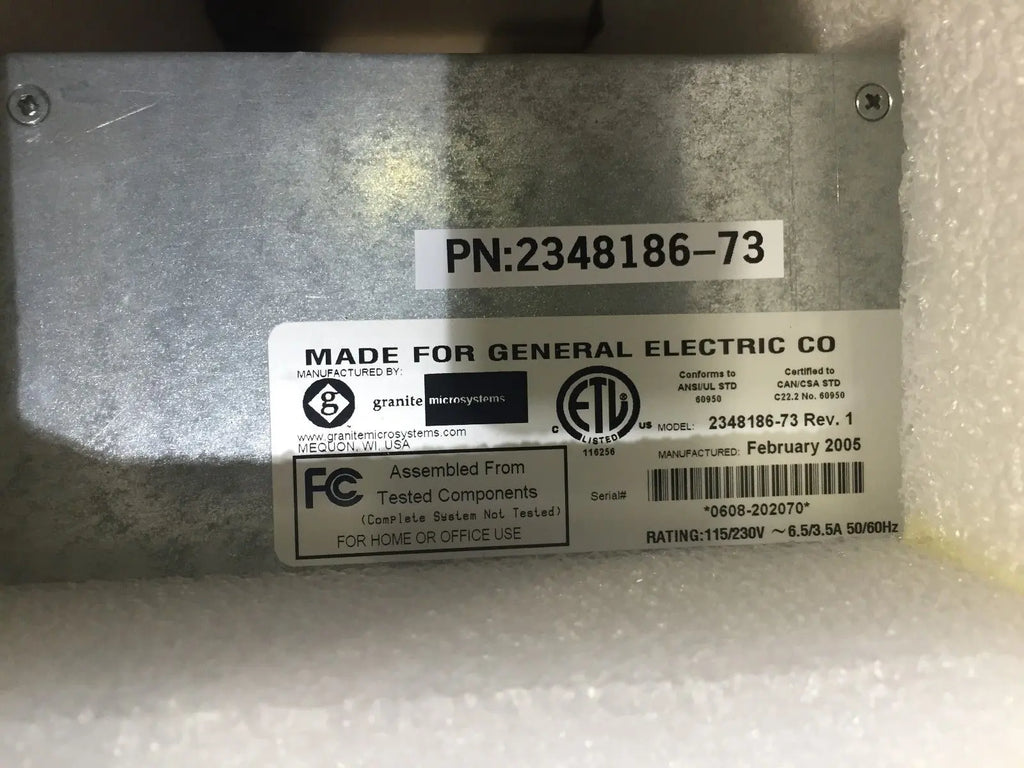 PN:2348186-73
MADE FOR GENERAL ELECTRIC CO
MANUFACTURED BY:
g
granite microsystems®
www.granitemicrosystems.com
MEQUON, WI. USA
ETL
C US
LISTED
116256
Conforms to
ANSI/UL STD
60950
Certified to
CAN/CSA STD
C22.2 No. 60950
MODEL: 2348186-73 Rev. 1
MANUFACTURED: February 2005
FC
Assembled From
Tested Components
(Complete System Not Tested)
FOR HOME OR OFFICE USE
Serial#
*0608-202070*
RATING:115/230V ~ 6.5/3.5A 50/60Hz